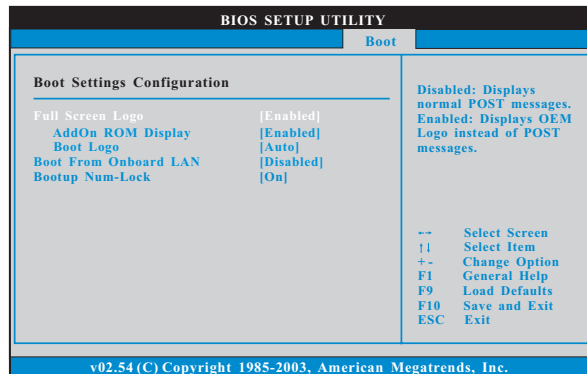 BIOS SETUP UTILITY
Boot
Boot Settings Configuration
Full Screen Logo [Enabled]
AddOn ROM Display [Enabled]
Boot Logo [Auto]
Boot From Onboard LAN [Disabled]
Bootup Num-Lock [On]
Disabled: Displays
normal POST messages.
Enabled: Displays OEM
Logo instead of POST
messages.
←→ Select Screen
↑↓ Select Item
+ - Change Option
F1 General Help
F9 Load Defaults
F10 Save and Exit
ESC Exit
v02.54 (C) Copyright 1985-2003, American Megatrends, Inc.